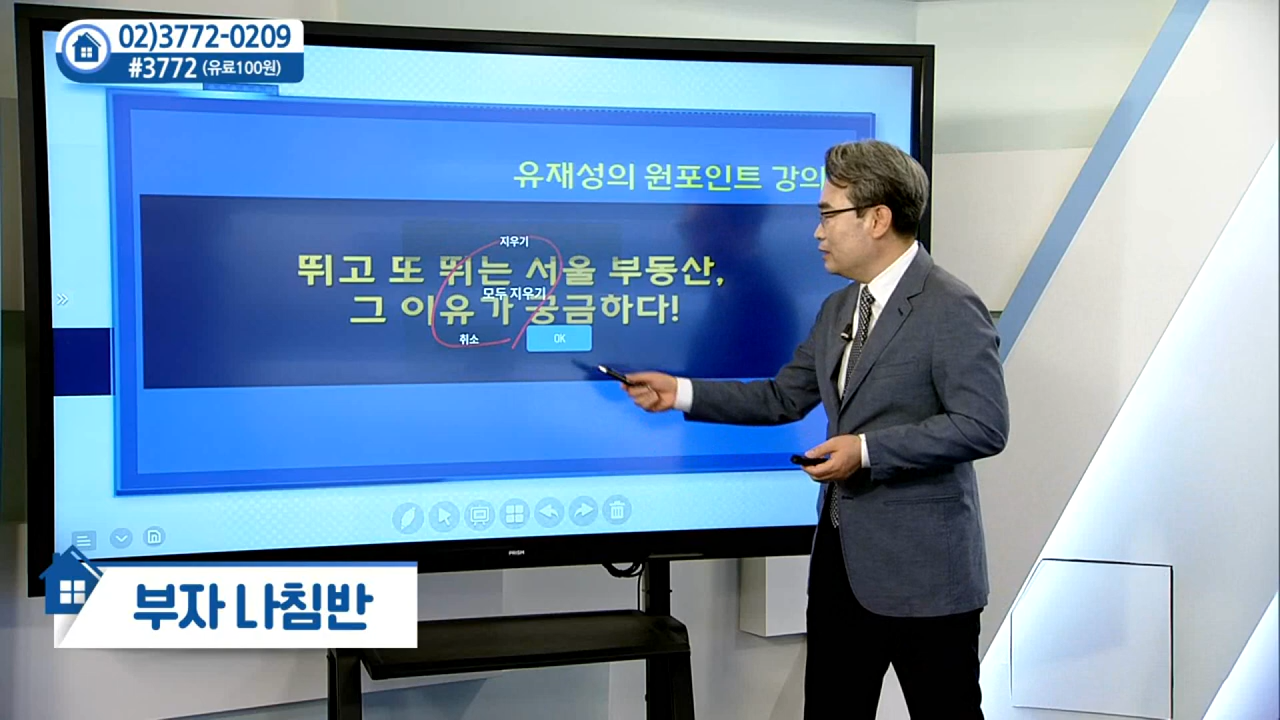 02)3772-0209
#3772 (유료100원)
유재성의 원포인트 강의
지우기
뛰고 또 뛰는 서울 부동산,
모두 지우기
그 이유가 궁금하다!
취소
OK
PRISM
부자 나침반